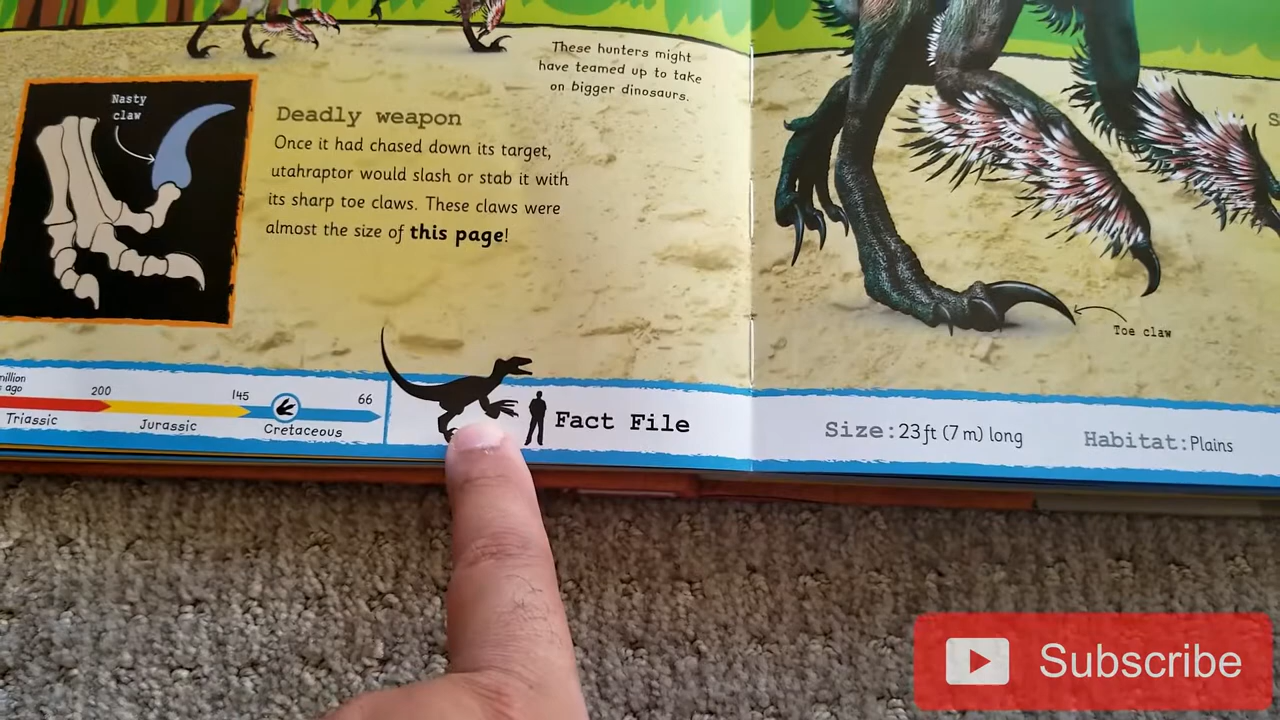 These hunters might
have teamed up to take
on bigger dinosaurs.
Nasty
claw
Deadly weapon
Once it had chased down its target,
utahraptor would slash or stab it with
its sharp toe claws. These claws were
almost the size of this page!
Toe claw
million
ago
200
145
66
Triassic
Jurassic
Cretaceous
Fact File
Size: 23ft (7 m) long
Habitat: Plains
Subscribe